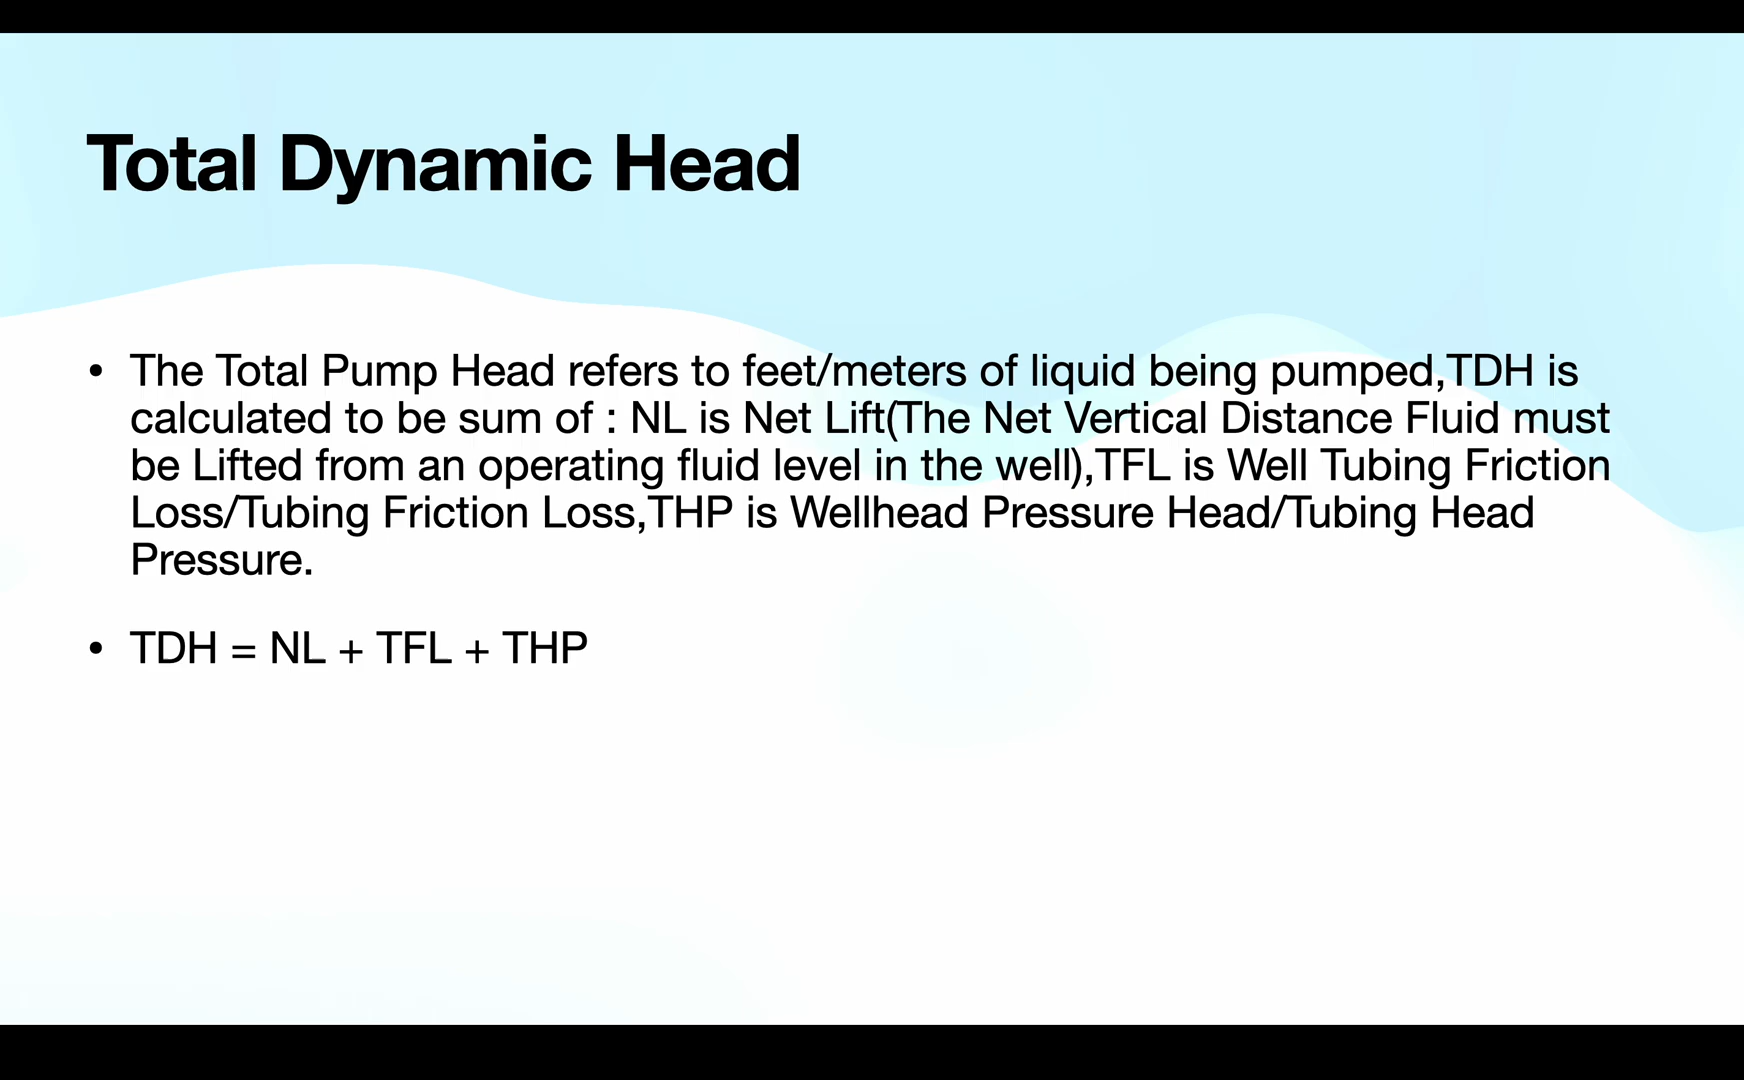 Total Dynamic Head
• The Total Pump Head refers to feet/meters of liquid being pumped,TDH is
calculated to be sum of : NL is Net Lift(The Net Vertical Distance Fluid must
be Lifted from an operating fluid level in the well),TFL is Well Tubing Friction
Loss/Tubing Friction Loss,THP is Wellhead Pressure Head/Tubing Head
Pressure.
• TDH = NL + TFL + THP